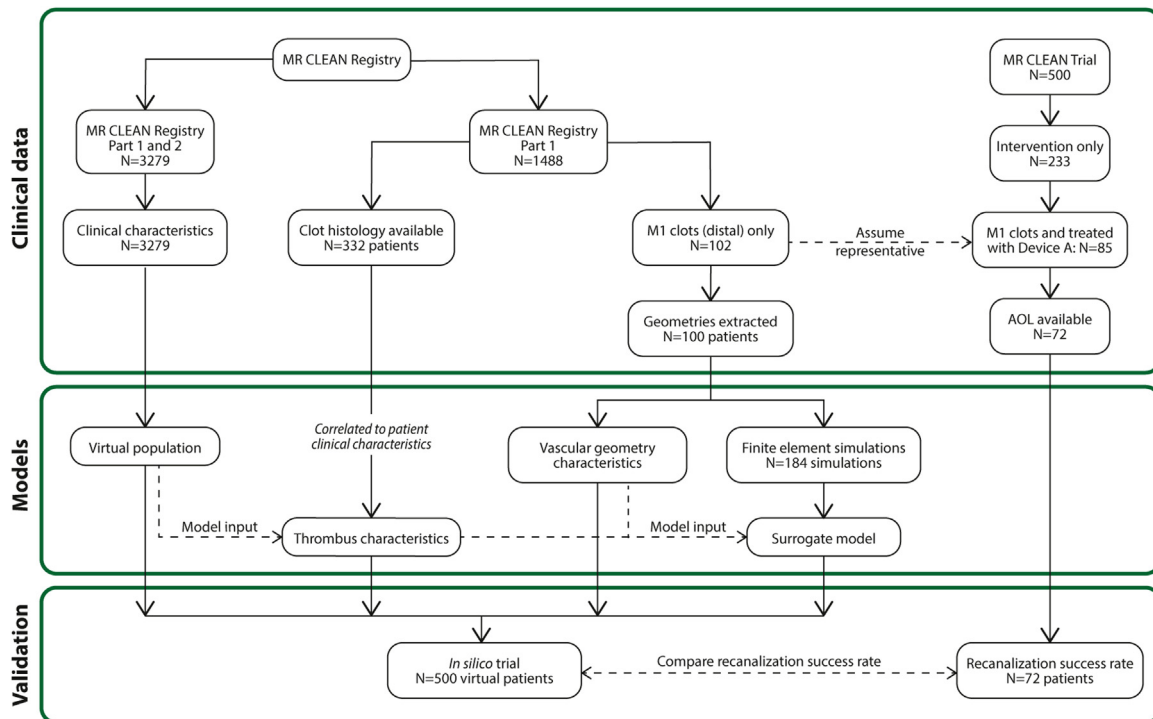 Clinical data
MR CLEAN Registry
MR CLEAN Trial
N=500
MR CLEAN Registry
Part 1 and 2
N=3279
MR CLEAN Registry
Part 1
N=1488
Intervention only
N=233
Clinical characteristics
N=3279
Clot histology available
N=332 patients
M1 clots (distal) only
N=102
Assume
representative
M1 clots and treated
with Device A: N=85
Geometries extracted
N=100 patients
AOL available
N=72
Models
Virtual population
Correlated to patient
clinical characteristics
Vascular geometry
characteristics
Finite element simulations
N=184 simulations
Model input
Thrombus characteristics
Model input
Surrogate model
Validation
In silico trial
N=500 virtual patients
Compare recanalization success rate
Recanalization success rate
N=72 patients